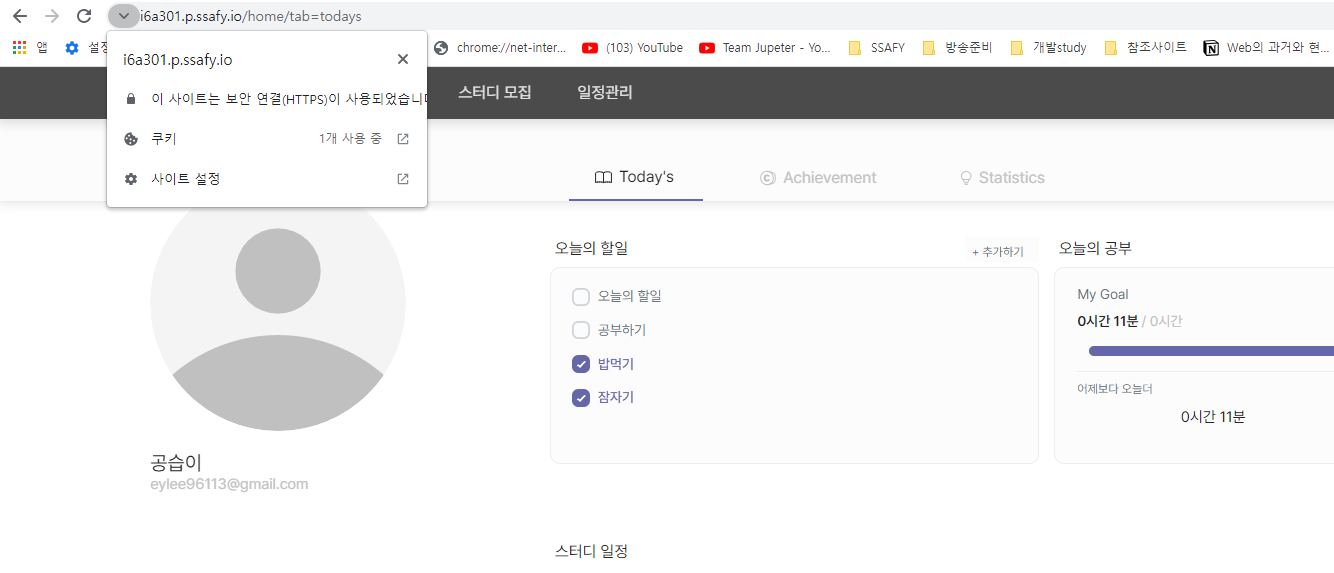 i6a301.p.ssafy.io/home/tab=todays
앱
설정
chrome://net-inter...
(103) YouTube
Team Jupeter - Yo...
SSAFY
방송준비
개발study
참조사이트
Web의 과거와 현...
i6a301.p.ssafy.io
이 사이트는 보안 연결(HTTPS)이 사용되었습니다
쿠키
1개 사용 중
사이트 설정
스터디 모집
일정관리
Today's
Achievement
Statistics
공습이
eylee96113@gmail.com
오늘의 할일
+ 추가하기
오늘의 할일
공부하기
밥먹기
잠자기
오늘의 공부
My Goal
0시간 11분 / 0시간
어제보다 오늘더
0시간 11분
스터디 일정